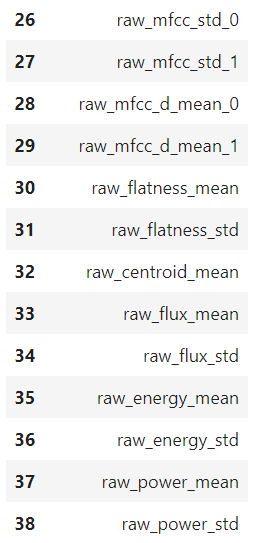 26 raw_mfcc_std_0
27 raw_mfcc_std_1
28 raw_mfcc_d_mean_0
29 raw_mfcc_d_mean_1
30 raw_flatness_mean
31 raw_flatness_std
32 raw_centroid_mean
33 raw_flux_mean
34 raw_flux_std
35 raw_energy_mean
36 raw_energy_std
37 raw_power_mean
38 raw_power_std